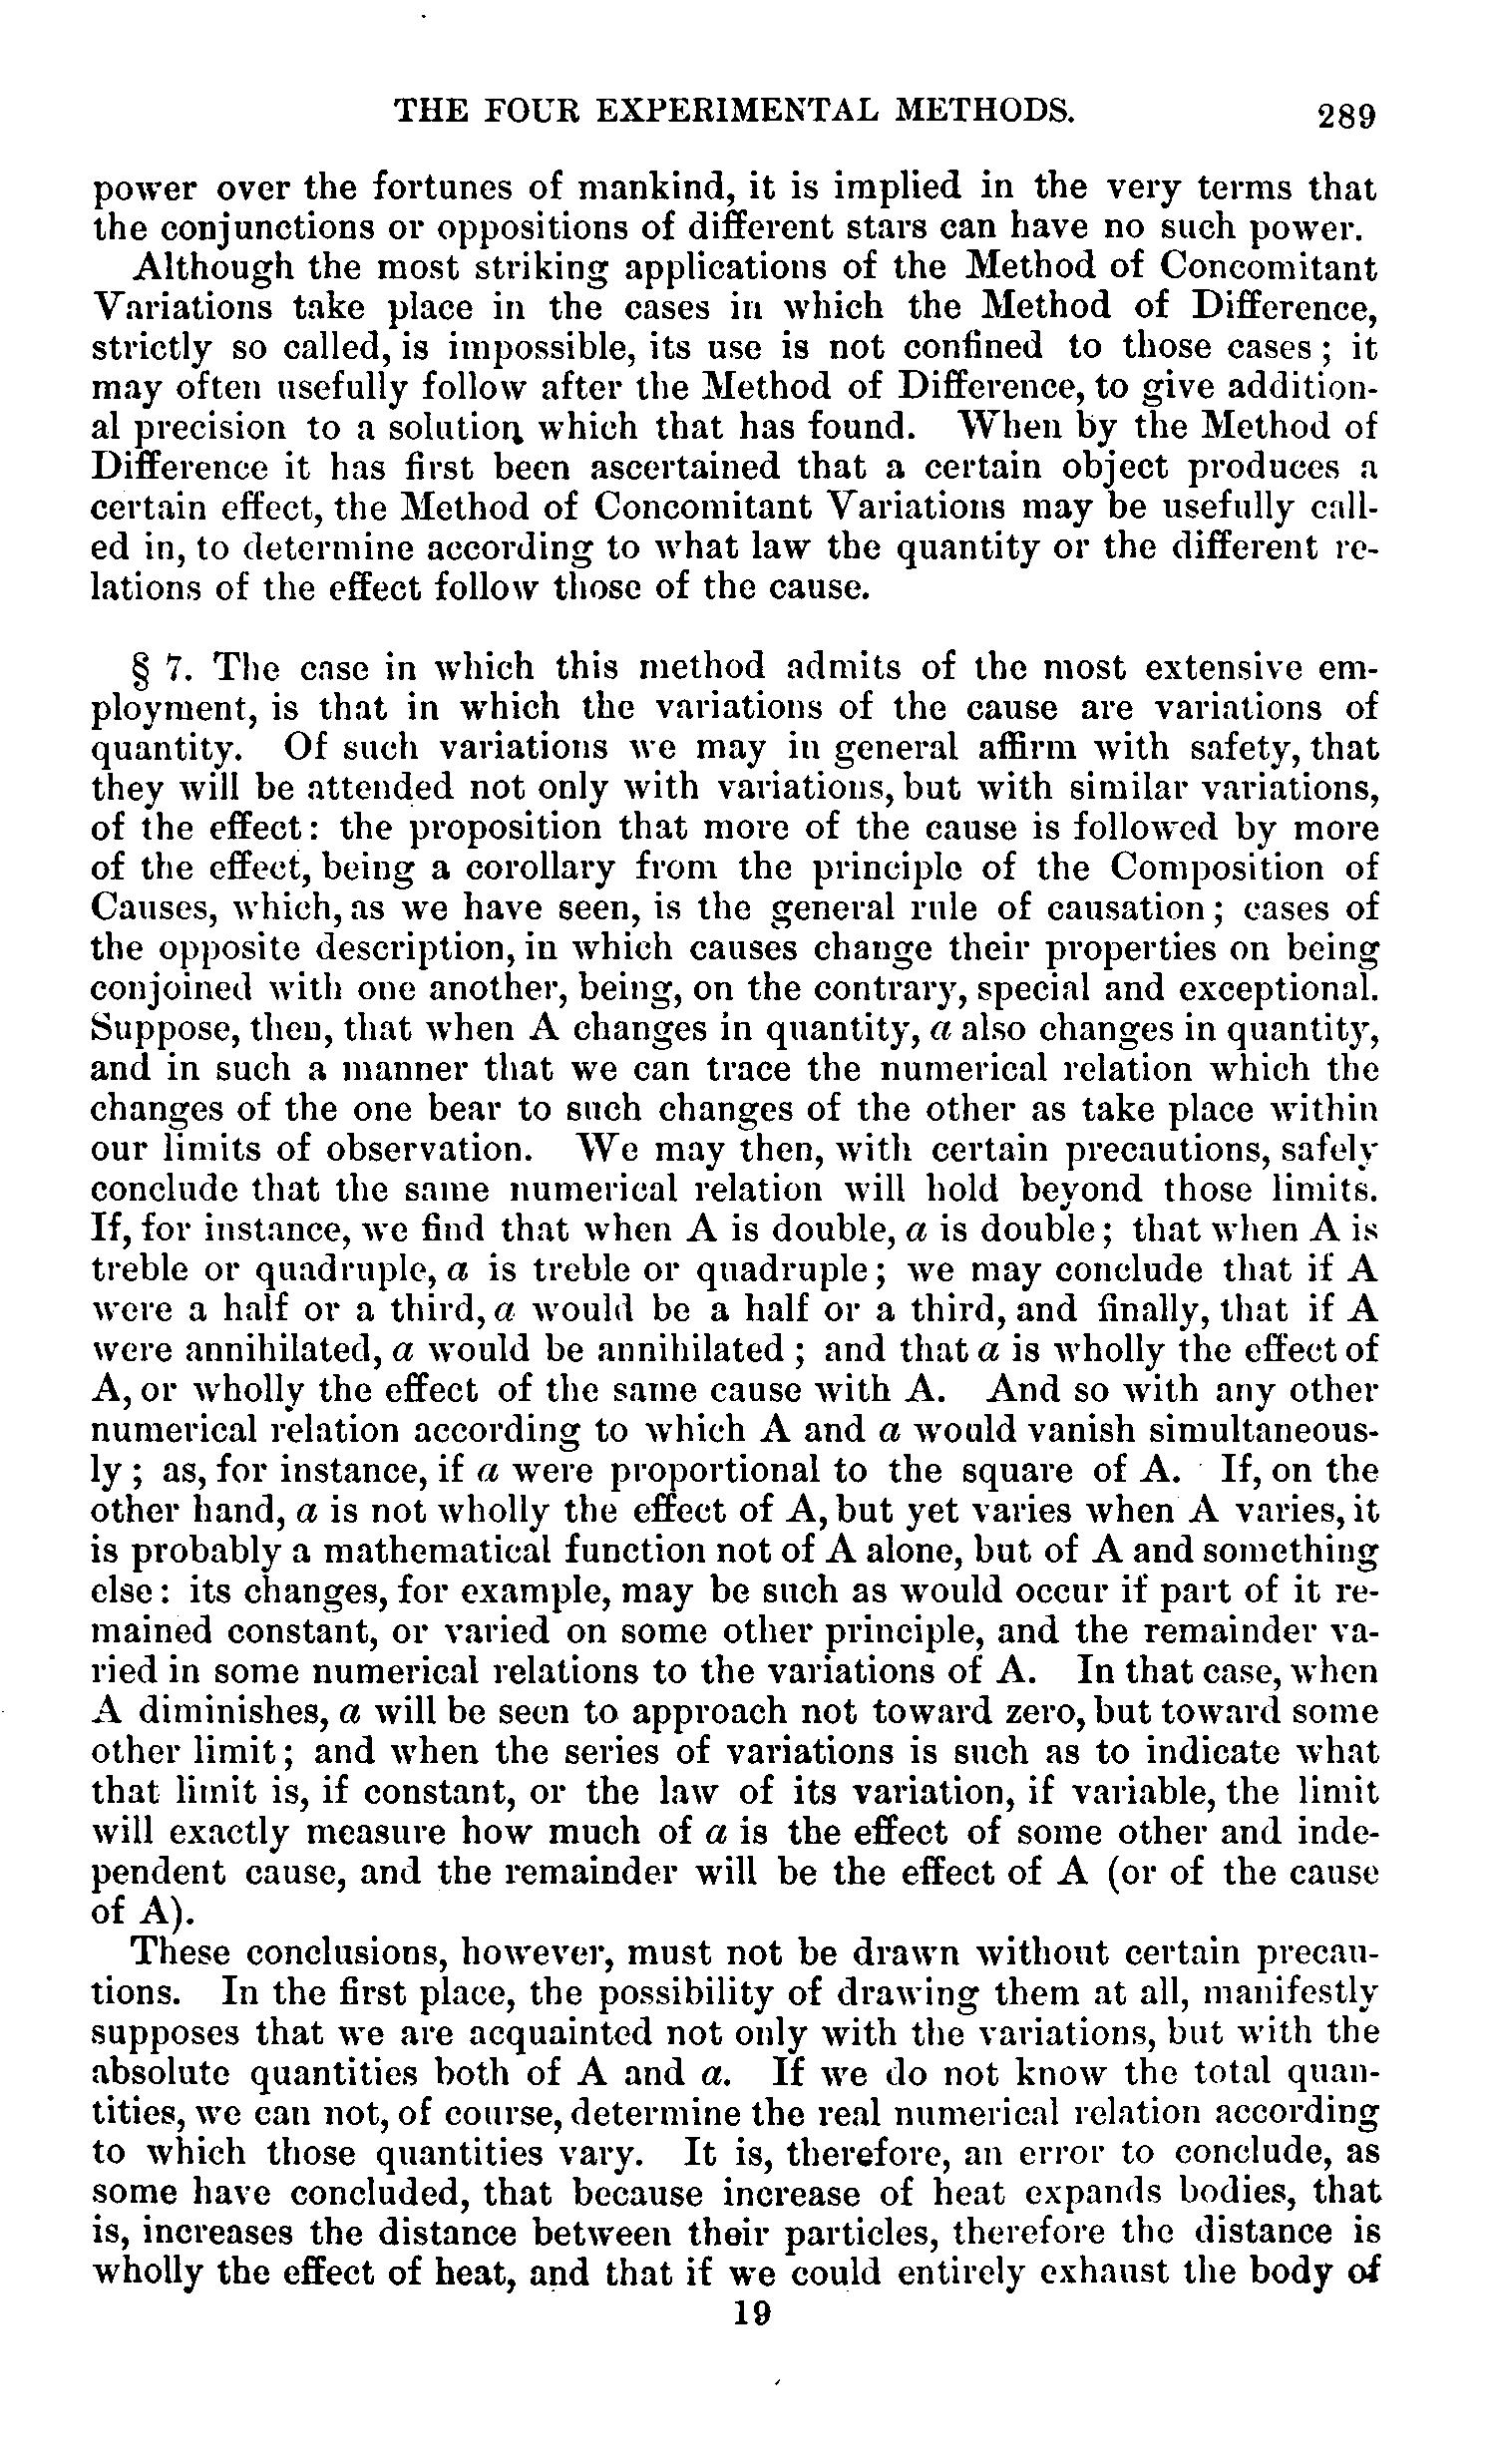 THE FOUR EXPERIMENTAL METHODS. 289
power over the fortunes of mankind, it is implied in the very terms that
the conjunctions or oppositions of different stars can have no such power.
Although the most striking applications of the Method of Concomitant
Variations take place in the cases in which the Method of Difference,
strictly so called, is impossible, its use is not confined to those cases; it
may often usefully follow after the Method of Difference, to give addition-
al precision to a solution which that has found. When by the Method of
Difference it has first been ascertained that a certain object produces a
certain effect, the Method of Concomitant Variations may be usefully call-
ed in, to determine according to what law the quantity or the different re-
lations of the effect follow those of the cause.
§ 7. The case in which this method admits of the most extensive em-
ployment, is that in which the variations of the cause are variations of
quantity. Of such variations we may in general affirm with safety, that
they will be attended not only with variations, but with similar variations,
of the effect: the proposition that more of the cause is followed by more
of the effect, being a corollary from the principle of the Composition of
Causes, which, as we have seen, is the general rule of causation; cases of
the opposite description, in which causes change their properties on being
conjoined with one another, being, on the contrary, special and exceptional.
Suppose, then, that when A changes in quantity, a also changes in quantity,
and in such a manner that we can trace the numerical relation which the
changes of the one bear to such changes of the other as take place within
our limits of observation. We may then, with certain precautions, safely
conclude that the same numerical relation will hold beyond those limits.
If, for instance, we find that when A is double, a is double; that when A is
treble or quadruple, a is treble or quadruple; we may conclude that if A
were a half or a third, a would be a half or a third, and finally, that if A
were annihilated, a would be annihilated; and that a is wholly the effect of
A, or wholly the effect of the same cause with A. And so with any other
numerical relation according to which A and a would vanish simultaneous-
ly; as, for instance, if a were proportional to the square of A. If, on the
other hand, a is not wholly the effect of A, but yet varies when A varies, it
is probably a mathematical function not of A alone, but of A and something
else: its changes, for example, may be such as would occur if part of it re-
mained constant, or varied on some other principle, and the remainder va-
ried in some numerical relations to the variations of A. In that case, when
A diminishes, a will be seen to approach not toward zero, but toward some
other limit; and when the series of variations is such as to indicate what
that limit is, if constant, or the law of its variation, if variable, the limit
will exactly measure how much of a is the effect of some other and inde-
pendent cause, and the remainder will be the effect of A (or of the cause
of A).
These conclusions, however, must not be drawn without certain precau-
tions. In the first place, the possibility of drawing them at all, manifestly
supposes that we are acquainted not only with the variations, but with the
absolute quantities both of A and a. If we do not know the total quan-
tities, we can not, of course, determine the real numerical relation according
to which those quantities vary. It is, therefore, an error to conclude, as
some have concluded, that because increase of heat expands bodies, that
is, increases the distance between their particles, therefore the distance is
wholly the effect of heat, and that if we could entirely exhaust the body of
19